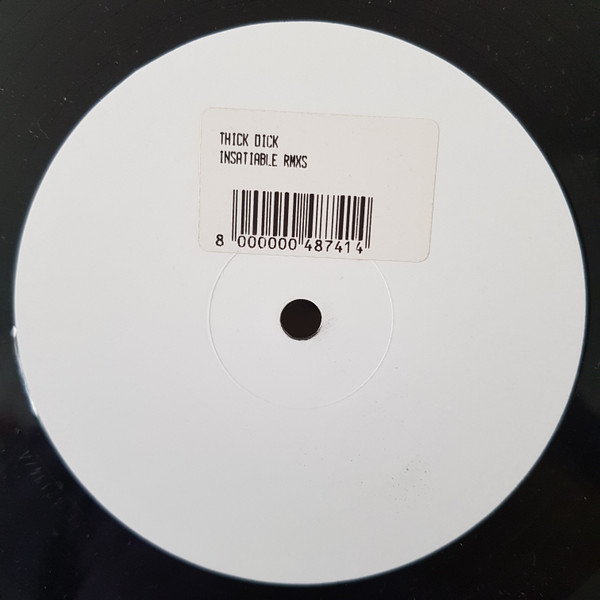 THICK DICK
INSATIABLE RMXS
8 000000 487414